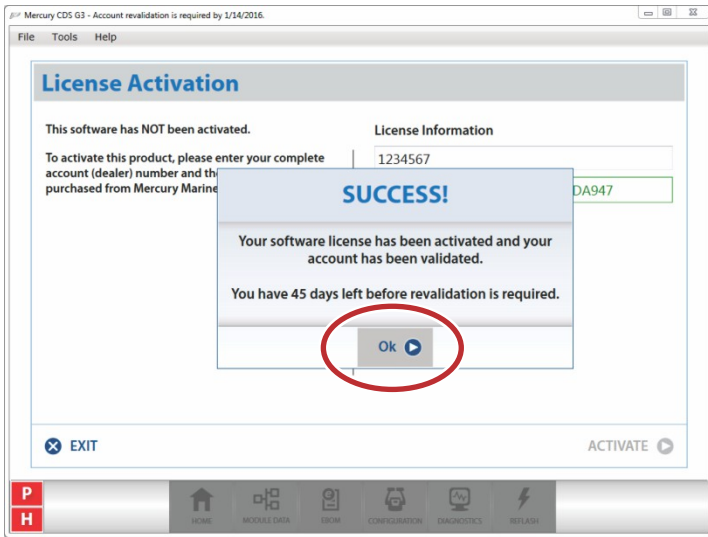 Mercury CDS G3 - Account revalidation is required by 1/14/2016.
File Tools Help
License Activation
This software has NOT been activated.
To activate this product, please enter your complete
account (dealer) number and the
purchased from Mercury Marine
License Information
1234567
DA947
SUCCESS!
Your software license has been activated and your
account has been validated.
You have 45 days left before revalidation is required.
Ok
EXIT
ACTIVATE
P
H
HOME MODULE DATA EBOM CONFIGURATION DIAGNOSTICS REFLASH